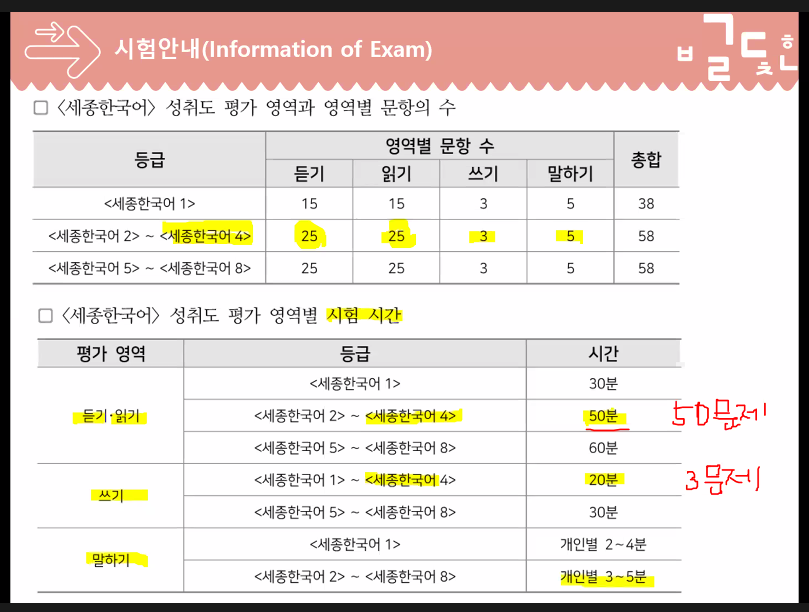 시험안내(Information of Exam)
ㅂ글ㄷㅊ한
□ <세종한국어> 성취도 평가 영역과 영역별 문항의 수
등급 영역별 문항 수 총합
듣기 읽기 쓰기 말하기
<세종한국어 1> 15 15 3 5 38
<세종한국어 2> ~ <세종한국어 4> 25 25 3 5 58
<세종한국어 5> ~ <세종한국어 8> 25 25 3 5 58
□ <세종한국어> 성취도 평가 영역별 시험 시간
평가 영역 등급 시간
듣기·읽기 <세종한국어 1> 30분
<세종한국어 2> ~ <세종한국어 4> 50분 50문제
<세종한국어 5> ~ <세종한국어 8> 60분
쓰기 <세종한국어 1> ~ <세종한국어 4> 20분 3문제
<세종한국어 5> ~ <세종한국어 8> 30분
말하기 <세종한국어 1> 개인별 2~4분
<세종한국어 2> ~ <세종한국어 8> 개인별 3~5분